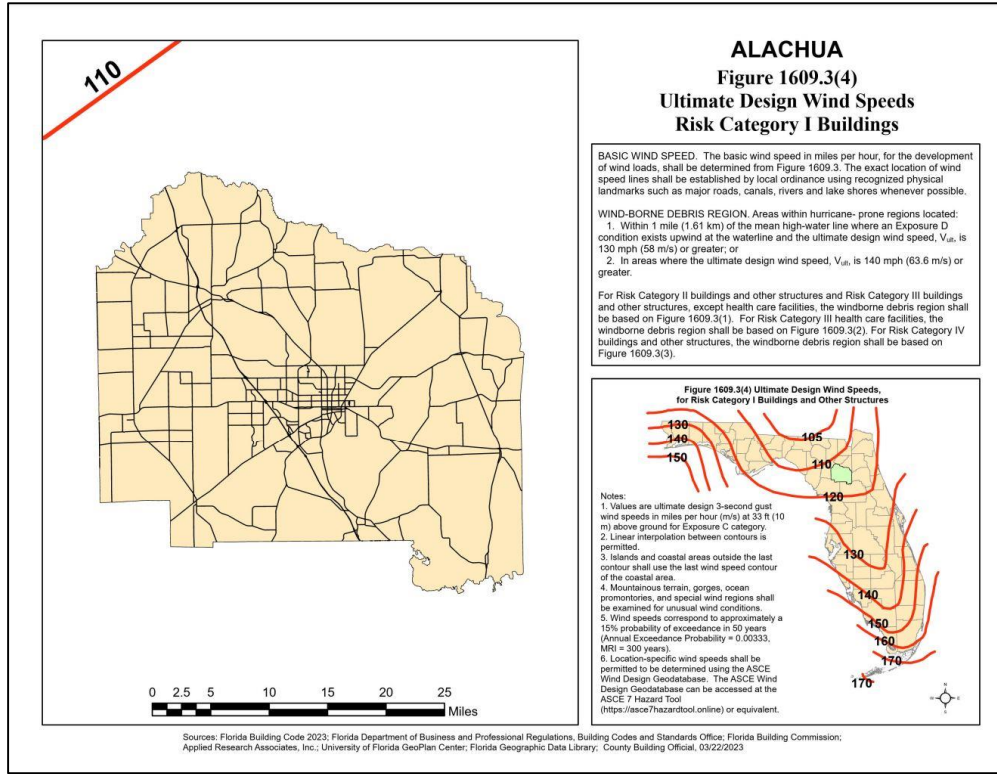 110
ALACHUA
Figure 1609.3(4)
Ultimate Design Wind Speeds
Risk Category I Buildings
BASIC WIND SPEED. The basic wind speed in miles per hour, for the development
of wind loads, shall be determined from Figure 1609.3. The exact location of wind
speed lines shall be established by local ordinance using recognized physical
landmarks such as major roads, canals, rivers and lake shores whenever possible.
WIND-BORNE DEBRIS REGION. Areas within hurricane- prone regions located:
1. Within 1 mile (1.61 km) of the mean high-water line where an Exposure D
condition exists upwind at the waterline and the ultimate design wind speed, Vult, is
130 mph (58 m/s) or greater; or
2. In areas where the ultimate design wind speed, Vult, is 140 mph (63.6 m/s) or
greater.
For Risk Category II buildings and other structures and Risk Category III buildings
and other structures, except health care facilities, the windborne debris region shall
be based on Figure 1609.3(1). For Risk Category III health care facilities, the
windborne debris region shall be based on Figure 1609.3(2). For Risk Category IV
buildings and other structures, the windborne debris region shall be based on
Figure 1609.3(3).
Figure 1609.3(4) Ultimate Design Wind Speeds,
for Risk Category I Buildings and Other Structures
130
140
150
105
110
120
130
140
150
160
170
170
Notes:
1. Values are ultimate design 3-second gust
wind speeds in miles per hour (m/s) at 33 ft (10
m) above ground for Exposure C category.
2. Linear interpolation between contours is
permitted.
3. Islands and coastal areas outside the last
contour shall use the last wind speed contour
of the coastal area.
4. Mountainous terrain, gorges, ocean
promontories, and special wind regions shall
be examined for unusual wind conditions.
5. Wind speeds correspond to approximately a
15% probability of exceedance in 50 years
(Annual Exceedance Probability = 0.00333,
MRI = 300 years).
6. Location-specific wind speeds shall be
permitted to be determined using the ASCE
Wind Design Geodatabase. The ASCE Wind
Design Geodatabase can be accessed at the
ASCE 7 Hazard Tool
(https://asce7hazardtool.online) or equivalent.
N
W E
S
0 2.5 5 10 15 20 25
Miles
Sources: Florida Building Code 2023; Florida Department of Business and Professional Regulations, Building Codes and Standards Office; Florida Building Commission;
Applied Research Associates, Inc.; University of Florida GeoPlan Center; Florida Geographic Data Library; County Building Official, 03/22/2023